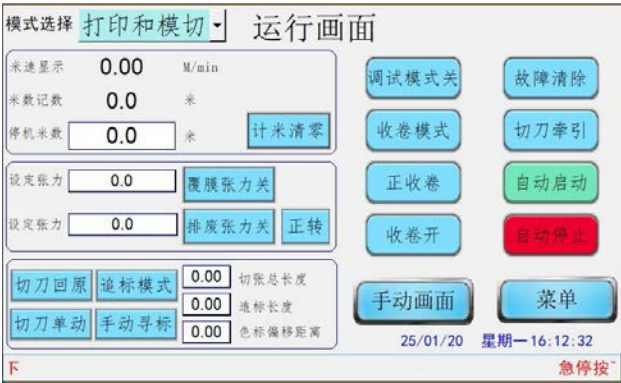 模式选择 打印和模切 运行画面
米速显示 0.00 M/min
米数记数 0.0 米
停机米数 0.0 米 计米清零
设定张力 0.0 覆膜张力关
设定张力 0.0 排废张力关 正转
切刀回原 追标模式 0.00 切张总长度
0.00 追标长度
切刀单动 手动寻标 0.00 色标偏移距离
调试模式关 故障清除
收卷模式 切刀牵引
正收卷 自动启动
收卷开 自动停止
手动画面 菜单
25/01/20 星期一 16:12:32
下 急停按